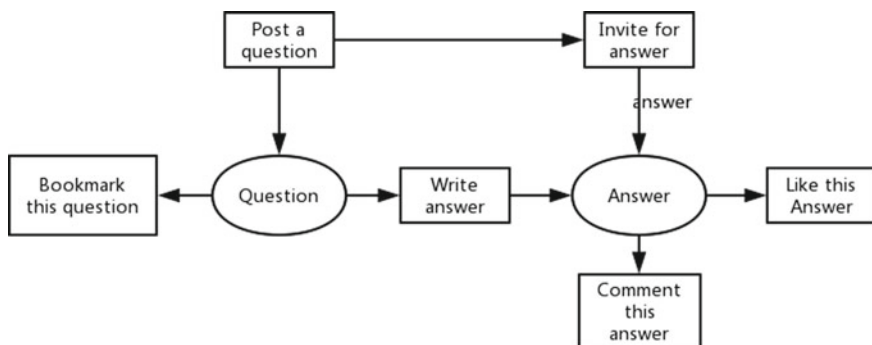 Post a
question
Invite for
answer
answer
Bookmark
this question
Question
Write
answer
Answer
Like this
Answer
Comment
this
answer